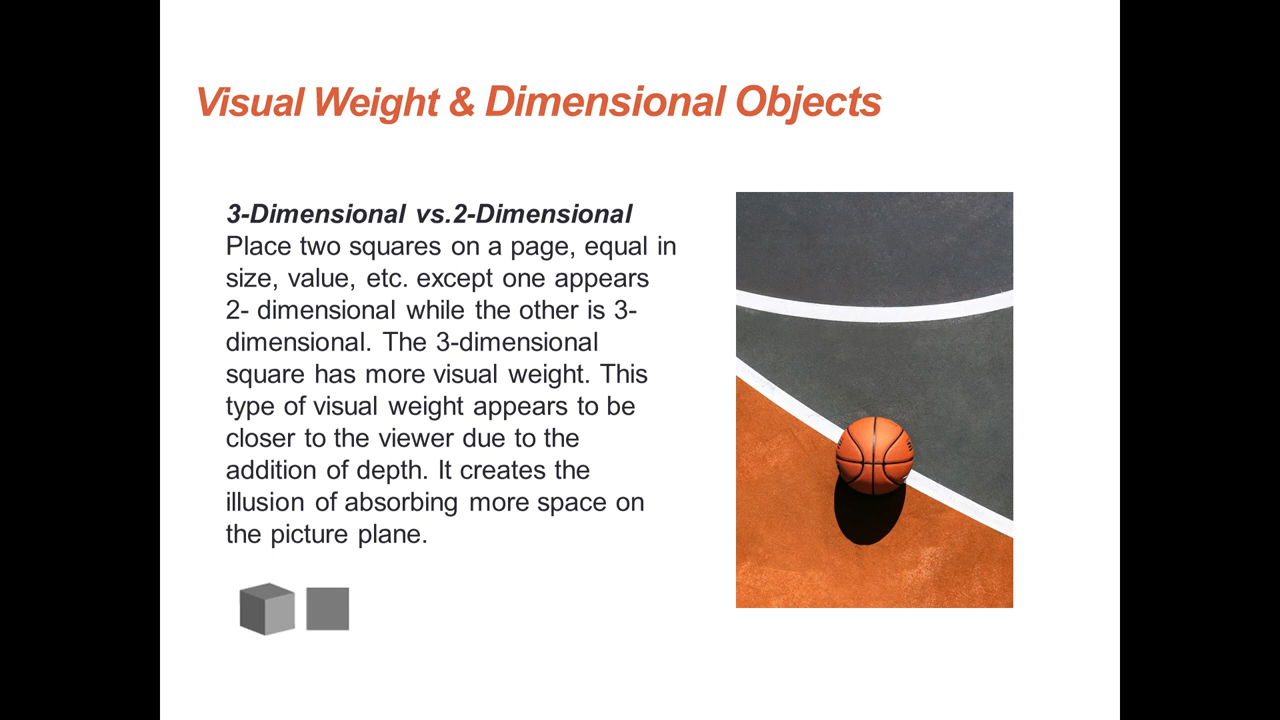 Visual Weight & Dimensional Objects
3-Dimensional vs.2-Dimensional
Place two squares on a page, equal in
size, value, etc. except one appears
2- dimensional while the other is 3-
dimensional. The 3-dimensional
square has more visual weight. This
type of visual weight appears to be
closer to the viewer due to the
addition of depth. It creates the
illusion of absorbing more space on
the picture plane.